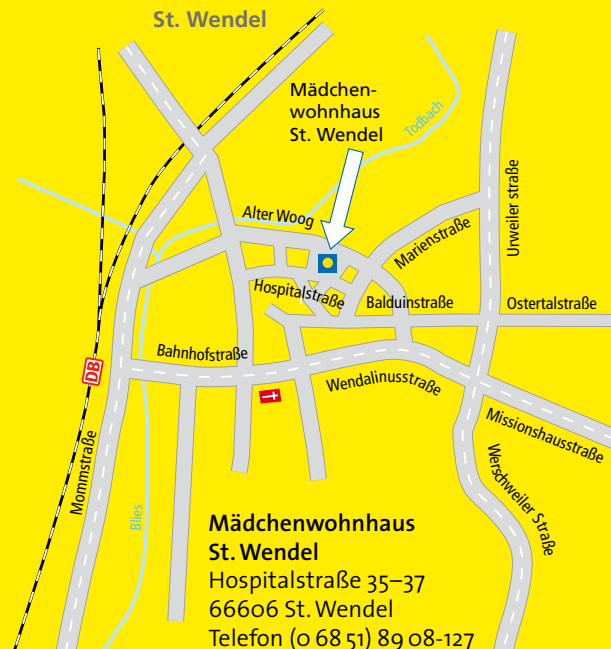 St. Wendel
Mädchen-
wohnhaus
St. Wendel
Todbach
Urweiler straße
Alter Woog
Marienstraße
Hospitalstraße
Balduinstraße
Ostertalstraße
Bahnhofstraße
DB
Wendalinusstraße
Missionshausstraße
Mommstraße
Werschweiler Straße
Blies
Mädchenwohnhaus
St. Wendel
Hospitalstraße 35–37
66606 St. Wendel
Telefon (0 68 51) 89 08-127